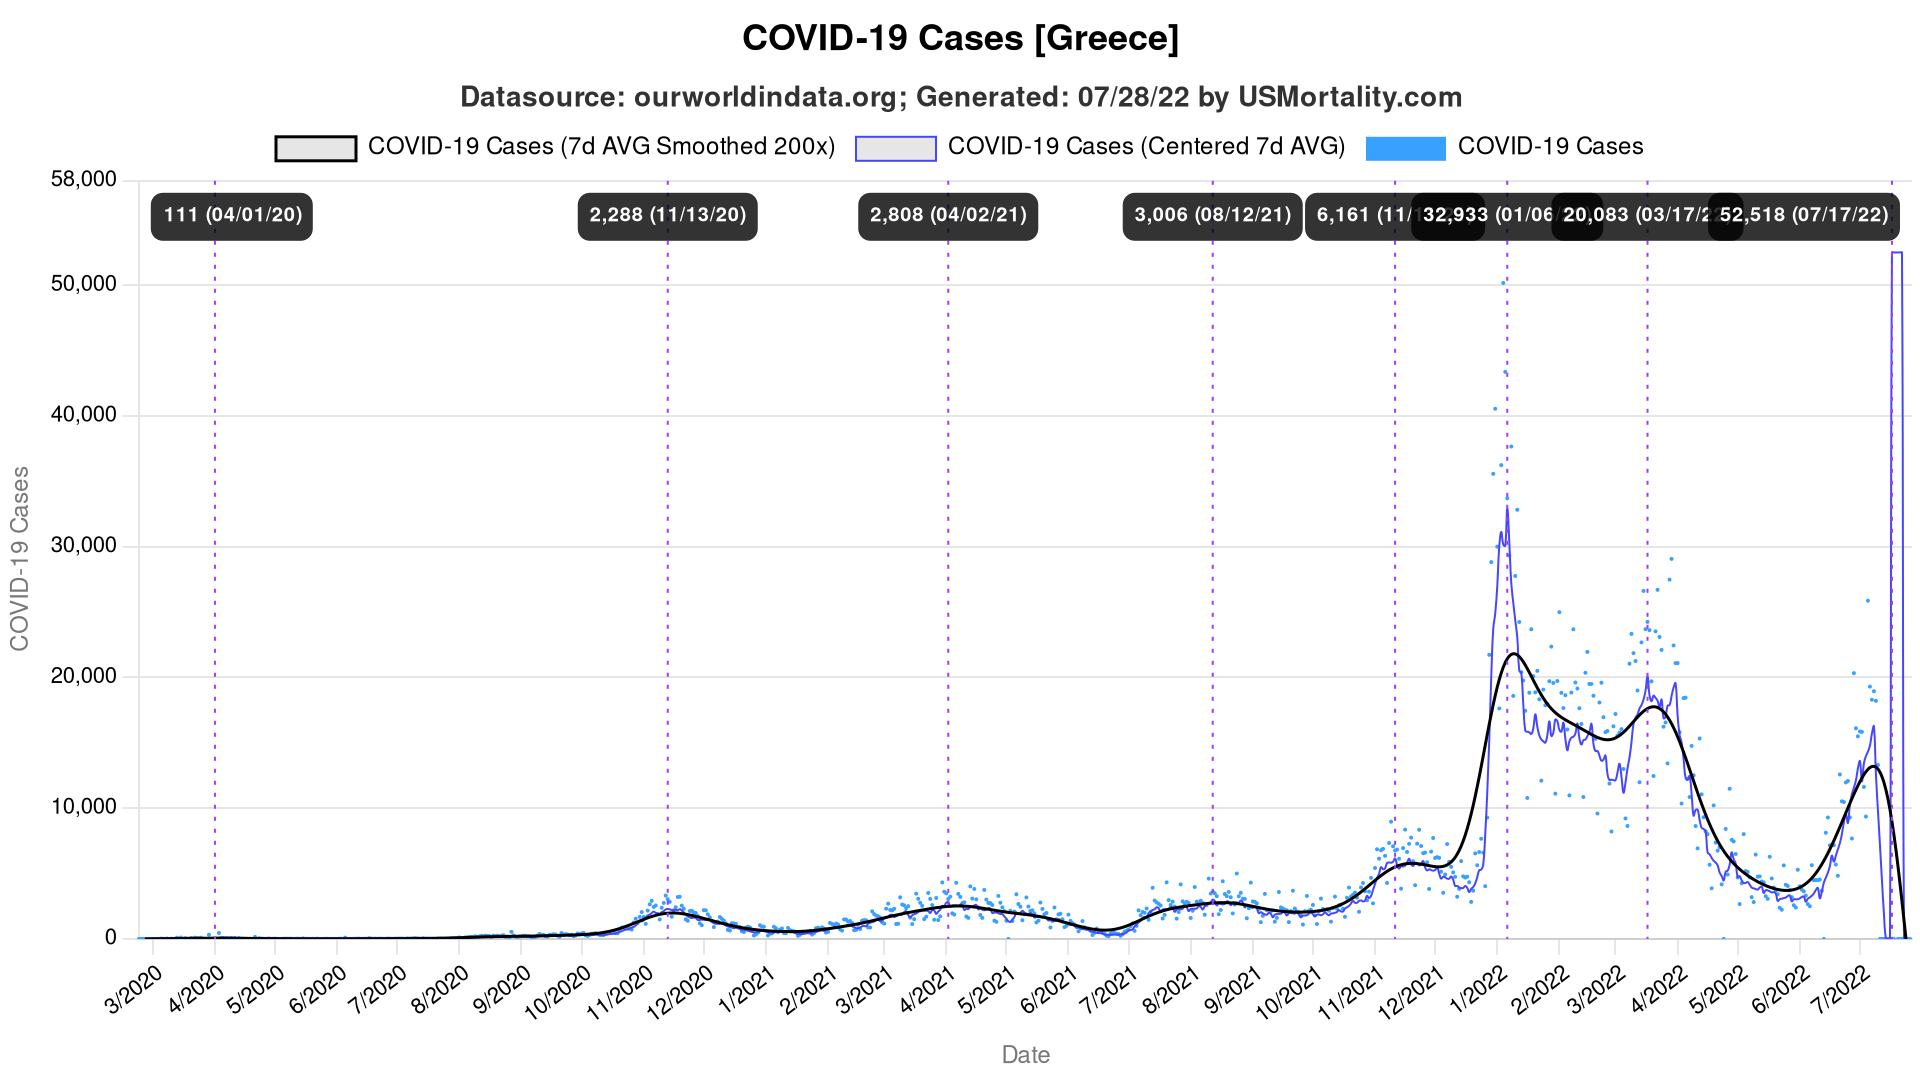 COVID-19 Cases [Greece]
Datasource: ourworldindata.org; Generated: 07/28/22 by USMortality.com
COVID-19 Cases (7d AVG Smoothed 200x) COVID-19 Cases (Centered 7d AVG) COVID-19 Cases
58,000
111 (04/01/20) 2,288 (11/13/20) 2,808 (04/02/21) 3,006 (08/12/21) 6,161 (11/ 32,933 (01/06 20,083 (03/17/2 52,518 (07/17/22)
50,000
40,000
30,000
20,000
10,000
0
COVID-19 Cases
3/2020 4/2020 5/2020 6/2020 7/2020 8/2020 9/2020 10/2020 11/2020 12/2020 1/2021 2/2021 3/2021 4/2021 5/2021 6/2021 7/2021 8/2021 9/2021 10/2021 11/2021 12/2021 1/2022 2/2022 3/2022 4/2022 5/2022 6/2022 7/2022
Date